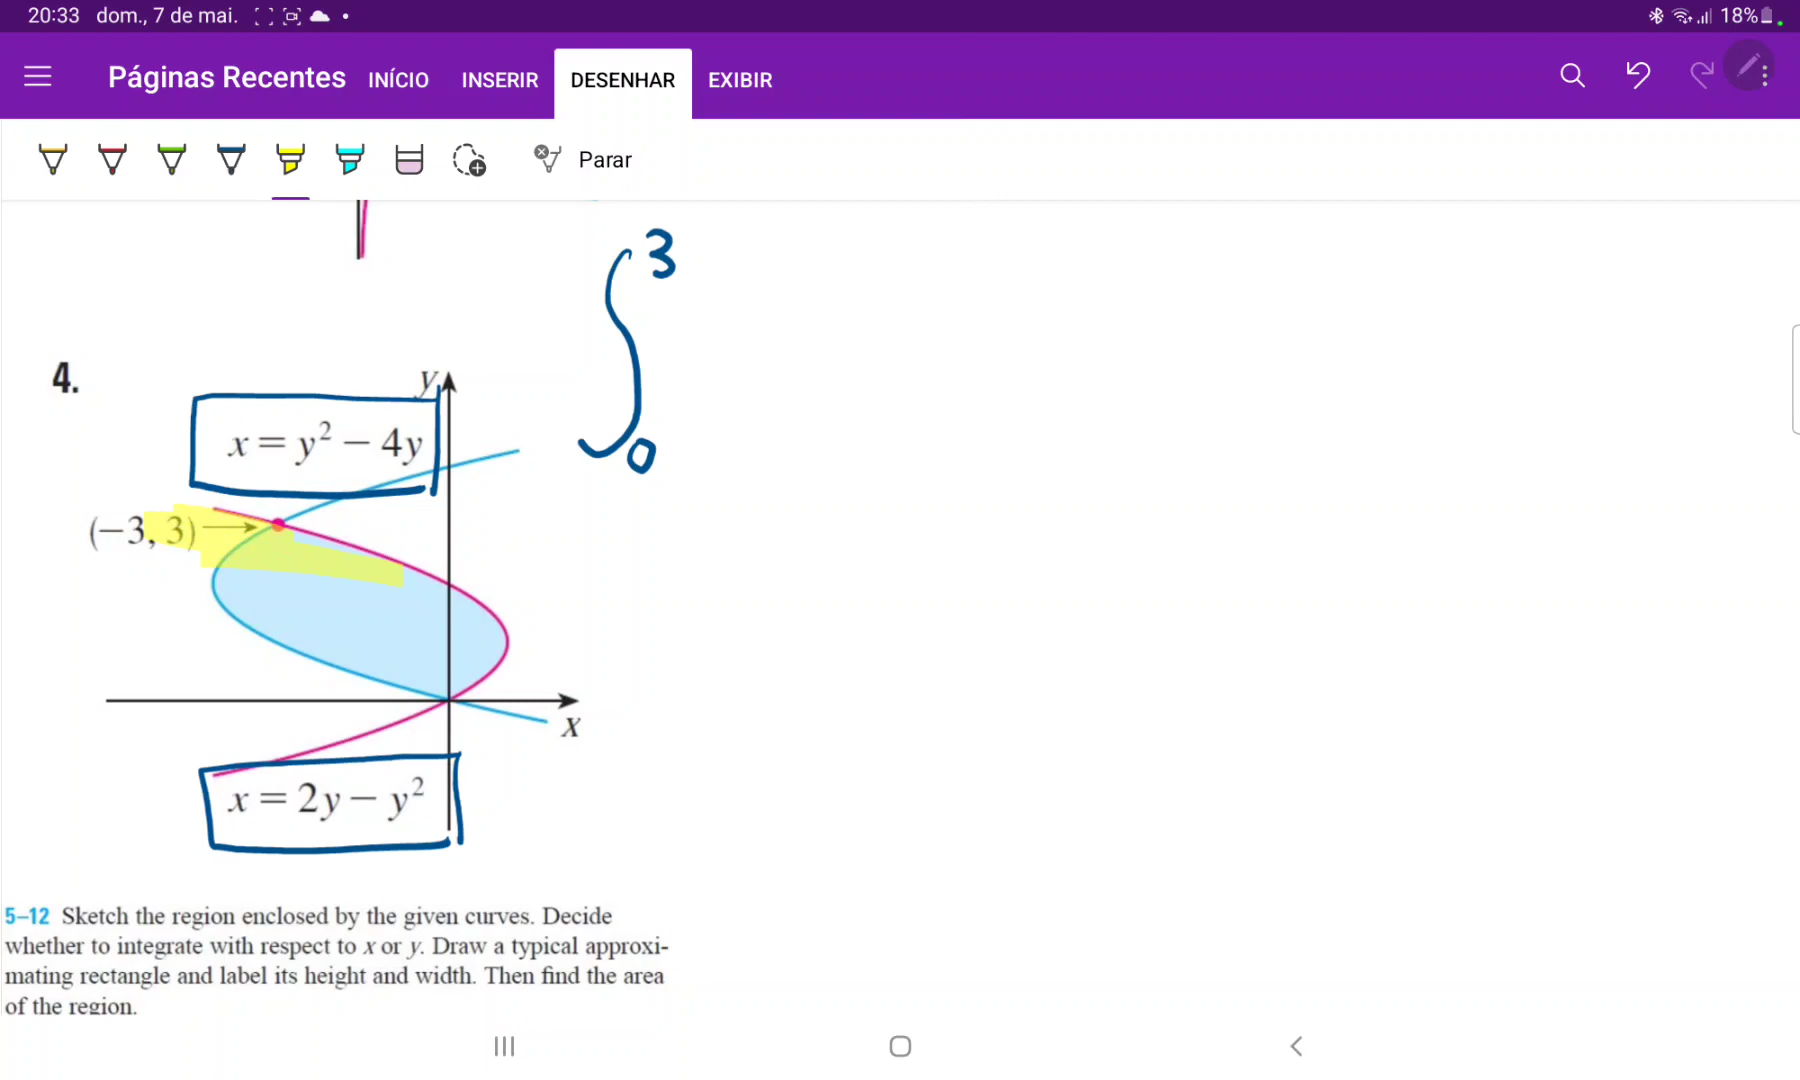 20:33 dom., 7 de mai. 18%
Páginas Recentes INÍCIO INSERIR DESENHAR EXIBIR
Parar
3
0
4.
y
x = y² − 4y
(−3, 3)
x
x = 2y − y²
5–12 Sketch the region enclosed by the given curves. Decide
whether to integrate with respect to x or y. Draw a typical approxi-
mating rectangle and label its height and width. Then find the area
of the region.